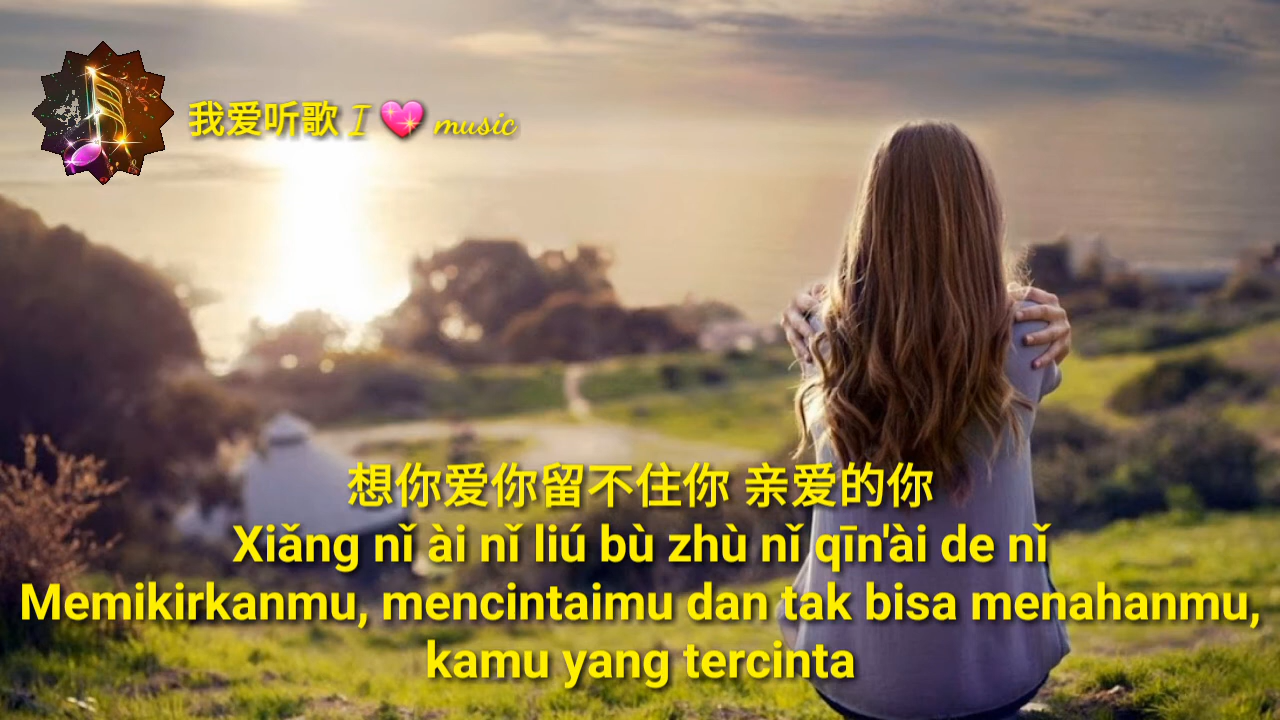 我爱听歌 I 💖 music
想你爱你留不住你 亲爱的你
Xiǎng nǐ ài nǐ liú bù zhù nǐ qīn'ài de nǐ
Memikirkanmu, mencintaimu dan tak bisa menahanmu,
kamu yang tercinta